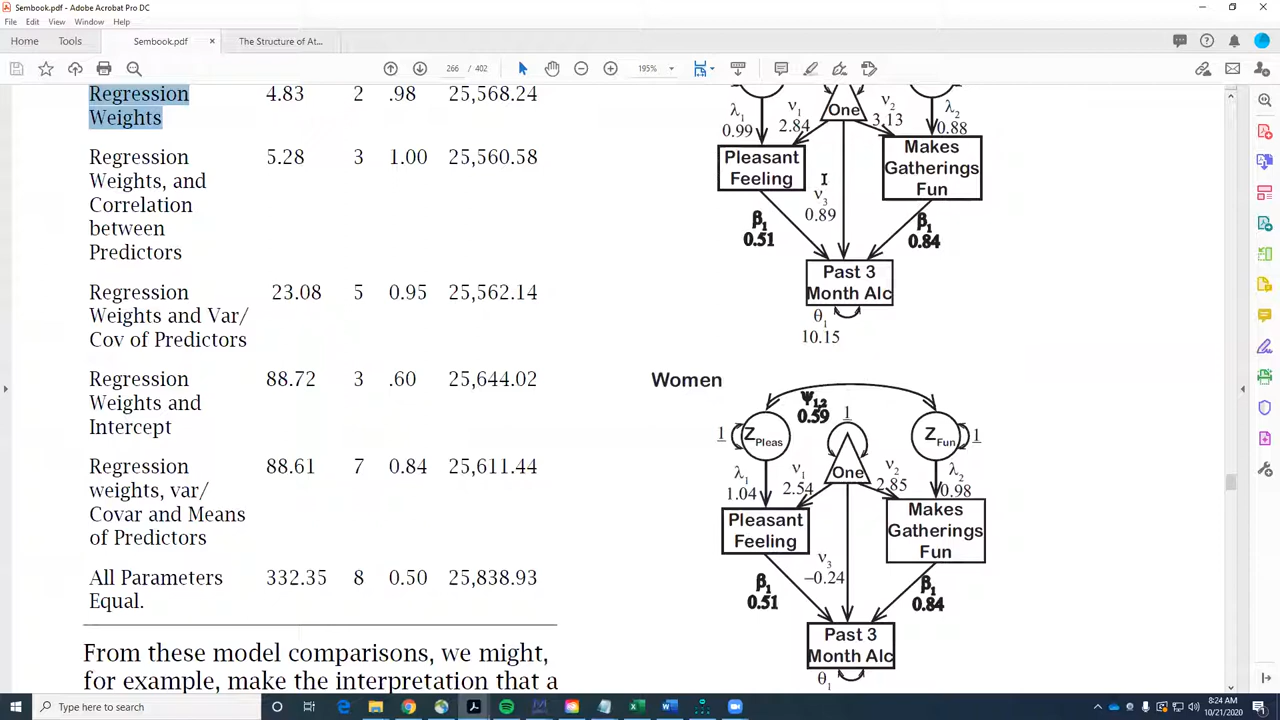 Sembook.pdf - Adobe Acrobat Pro DC
File Edit View Window Help
Home Tools Sembook.pdf × The Structure of At...
266 / 402 195%
Regression 4.83 2 .98 25,568.24
Weights
Regression 5.28 3 1.00 25,560.58
Weights, and
Correlation
between
Predictors
Regression 23.08 5 0.95 25,562.14
Weights and Var/
Cov of Predictors
Regression 88.72 3 .60 25,644.02
Weights and
Intercept
Regression 88.61 7 0.84 25,611.44
weights, var/
Covar and Means
of Predictors
All Parameters 332.35 8 0.50 25,838.93
Equal.
From these model comparisons, we might,
for example, make the interpretation that a
One
λ1 ν1 ν2 λ2
0.99 2.84 3.13 0.88
Pleasant
Feeling
Makes
Gatherings
Fun
ν3
0.89
β1
0.51
β1
0.84
Past 3
Month Alc
θ1
10.15
Women
Ψ1,2
0.59
1 ZPleas 1 ZFun 1
One
λ1 ν1 ν2 λ2
1.04 2.54 2.85 0.98
Pleasant
Feeling
Makes
Gatherings
Fun
ν3
−0.24
β1
0.51
β1
0.84
Past 3
Month Alc
θ1
Type here to search
8:24 AM
10/21/2020